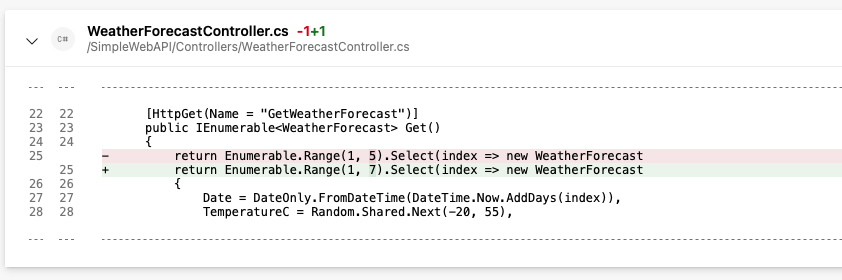 WeatherForecastController.cs -1+1
C# /SimpleWebAPI/Controllers/WeatherForecastController.cs
--- ---
22 22 [HttpGet(Name = "GetWeatherForecast")]
23 23 public IEnumerable<WeatherForecast> Get()
24 24 {
25 - return Enumerable.Range(1, 5).Select(index => new WeatherForecast
25 + return Enumerable.Range(1, 7).Select(index => new WeatherForecast
26 26 {
27 27 Date = DateOnly.FromDateTime(DateTime.Now.AddDays(index)),
28 28 TemperatureC = Random.Shared.Next(-20, 55),
--- ---